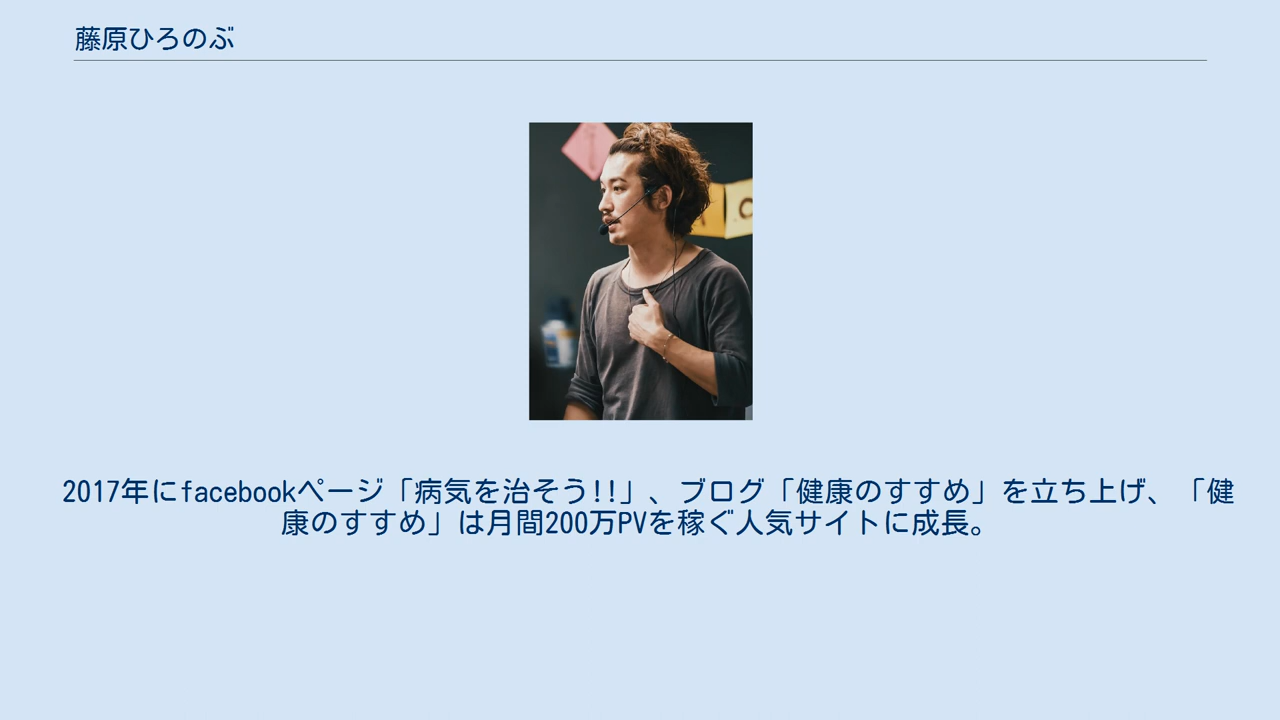 藤原ひろのぶ
2017年にfacebookページ「病気を治そう!!」、ブログ「健康のすすめ」を立ち上げ、「健
康のすすめ」は月間200万PVを稼ぐ人気サイトに成長。